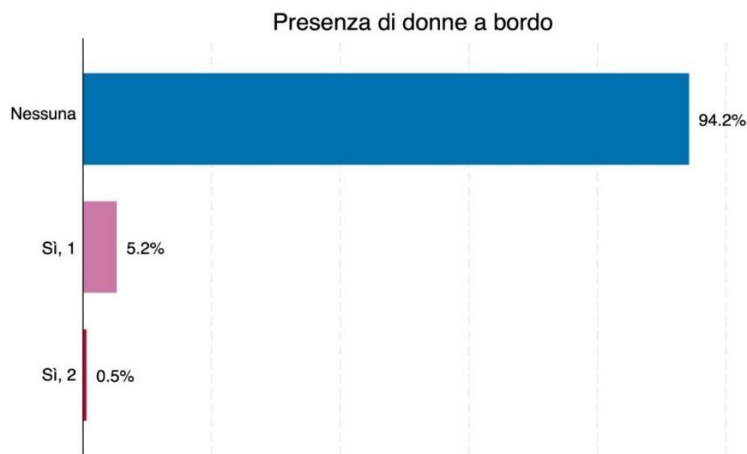 Presenza di donne a bordo
Nessuna
94.2%
Sì, 1
5.2%
Sì, 2
0.5%